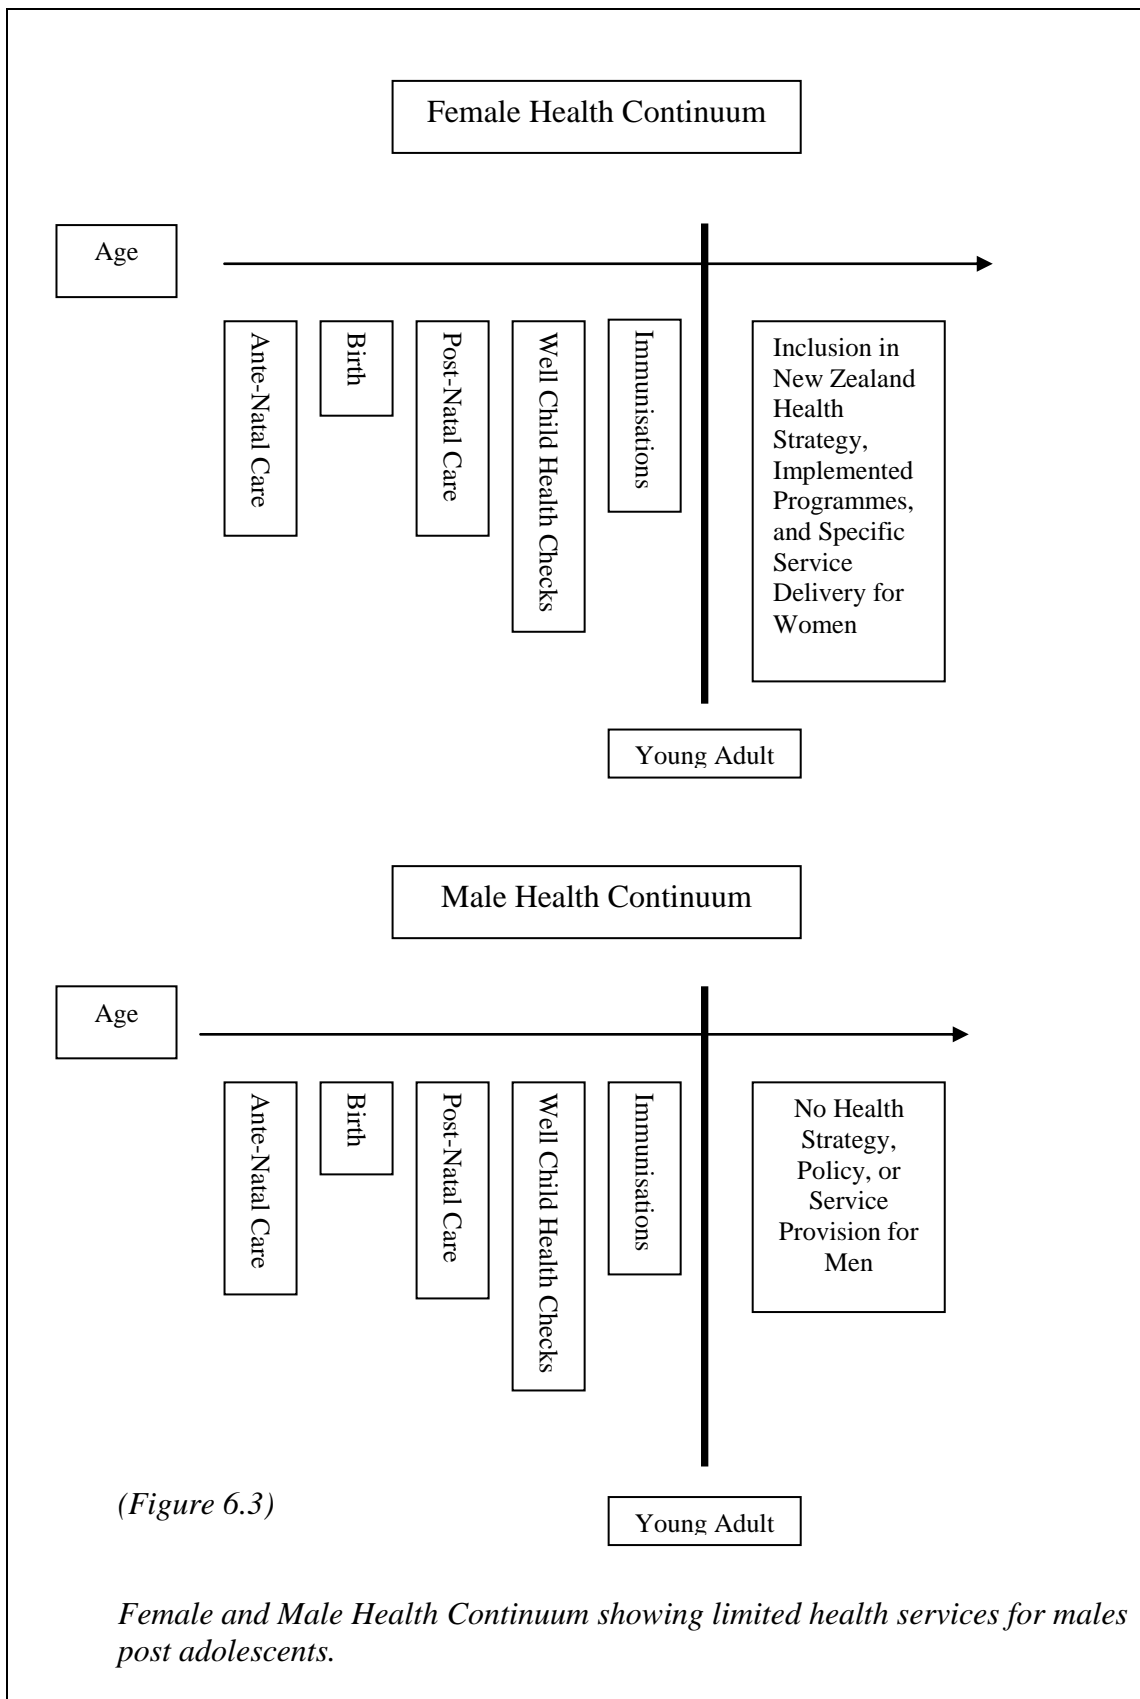 Female Health Continuum
Age
Ante-Natal Care
Birth
Post-Natal Care
Well Child Health Checks
Immunisations
Inclusion in
New Zealand
Health
Strategy,
Implemented
Programmes,
and Specific
Service
Delivery for
Women
Young Adult
Male Health Continuum
Age
Ante-Natal Care
Birth
Post-Natal Care
Well Child Health Checks
Immunisations
No Health
Strategy,
Policy, or
Service
Provision for
Men
Young Adult
(Figure 6.3)
Female and Male Health Continuum showing limited health services for males
post adolescents.